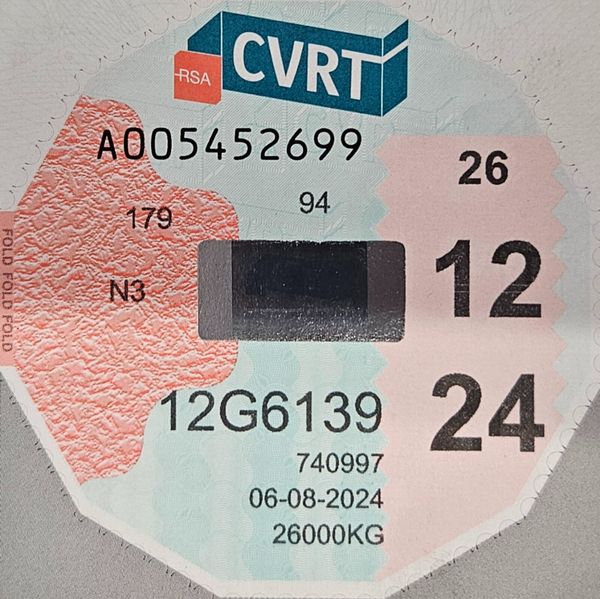 CVRT
RSA
A005452699
26
94
179
N3
12
12G6139
24
740997
06-08-2024
26000KG
FOLD FOLD FOLD